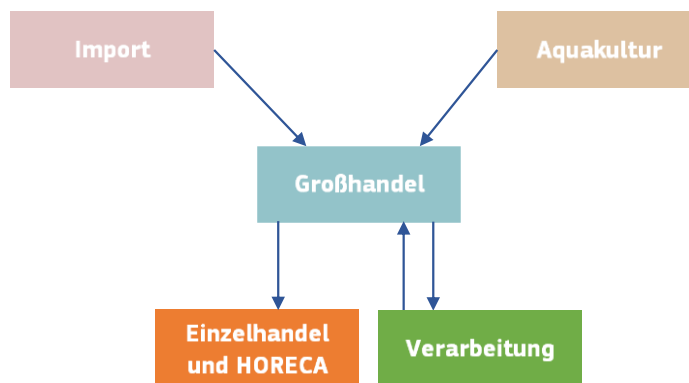 Import
Aquakultur
Großhandel
Einzelhandel
und HORECA
Verarbeitung